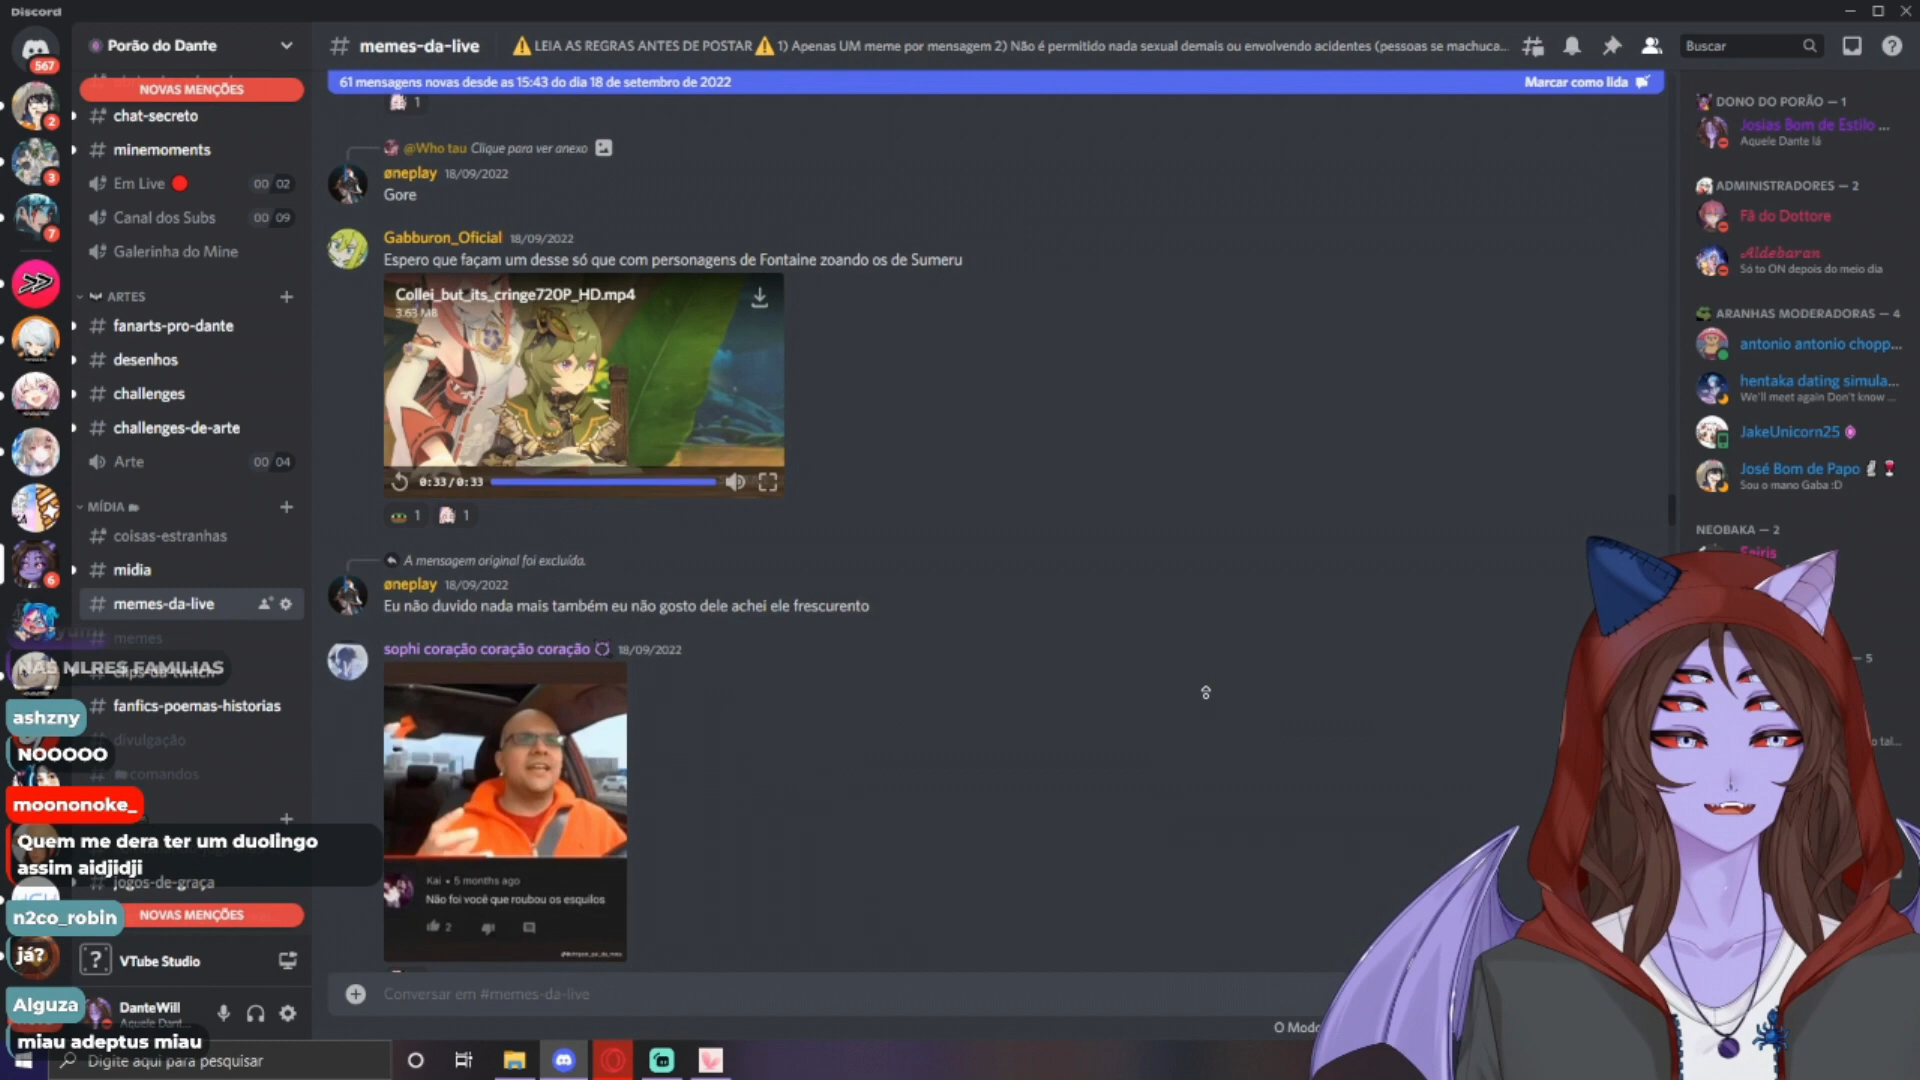 Discord
567
2
3
7
6
Porão do Dante
NOVAS MENÇÕES
chat-secreto
minemoments
Em Live
00 02
Canal dos Subs
00 09
Galerinha do Mine
ARTES
fanarts-pro-dante
desenhos
challenges
challenges-de-arte
Arte
00 04
MÍDIA
coisas-estranhas
midia
memes-da-live
memes
NAS MLRES FAMILIAS
clips-da-twitch
ashzny
fanfics-poemas-historias
divulgação
NOOOOO
comandos
moononoke_
Quem me dera ter um duolingo
assim aidjidji
jogos-de-graça
n2co_robin
NOVAS MENÇÕES
já?
VTube Studio
Alguza
DanteWill
Aquele Dant...
miau adeptus miau
Digite aqui para pesquisar
memes-da-live
LEIA AS REGRAS ANTES DE POSTAR 1) Apenas UM meme por mensagem 2) Não é permitido nada sexual demais ou envolvendo acidentes (pessoas se machuca...
Buscar
61 mensagens novas desde as 15:43 do dia 18 de setembro de 2022
Marcar como lida
1
@Who tau Clique para ver anexo
øneplay 18/09/2022
Gore
Gabburon_Oficial 18/09/2022
Espero que façam um desse só que com personagens de Fontaine zoando os de Sumeru
Collei_but_its_cringe720P_HD.mp4
3.63 MB
0:33/0:33
1 1
A mensagem original foi excluída.
øneplay 18/09/2022
Eu não duvido nada mais também eu não gosto dele achei ele frescurento
sophi coração coração coração 18/09/2022
Kai • 5 months ago
Não foi você que roubou os esquilos
2
Conversar em #memes-da-live
O Modo
DONO DO PORÃO — 1
Josias Bom de Estilo ...
Aquele Dante lá
ADMINISTRADORES — 2
Fã do Dottore
Aldebaran
Só to ON depois do meio dia
ARANHAS MODERADORAS — 4
antonio antonio chopp...
hentaka dating simula...
We'll meet again Don't know ...
JakeUnicorn25
José Bom de Papo
Sou o mano Gaba :D
NEOBAKA — 2
Seiris
— 5
o tal...